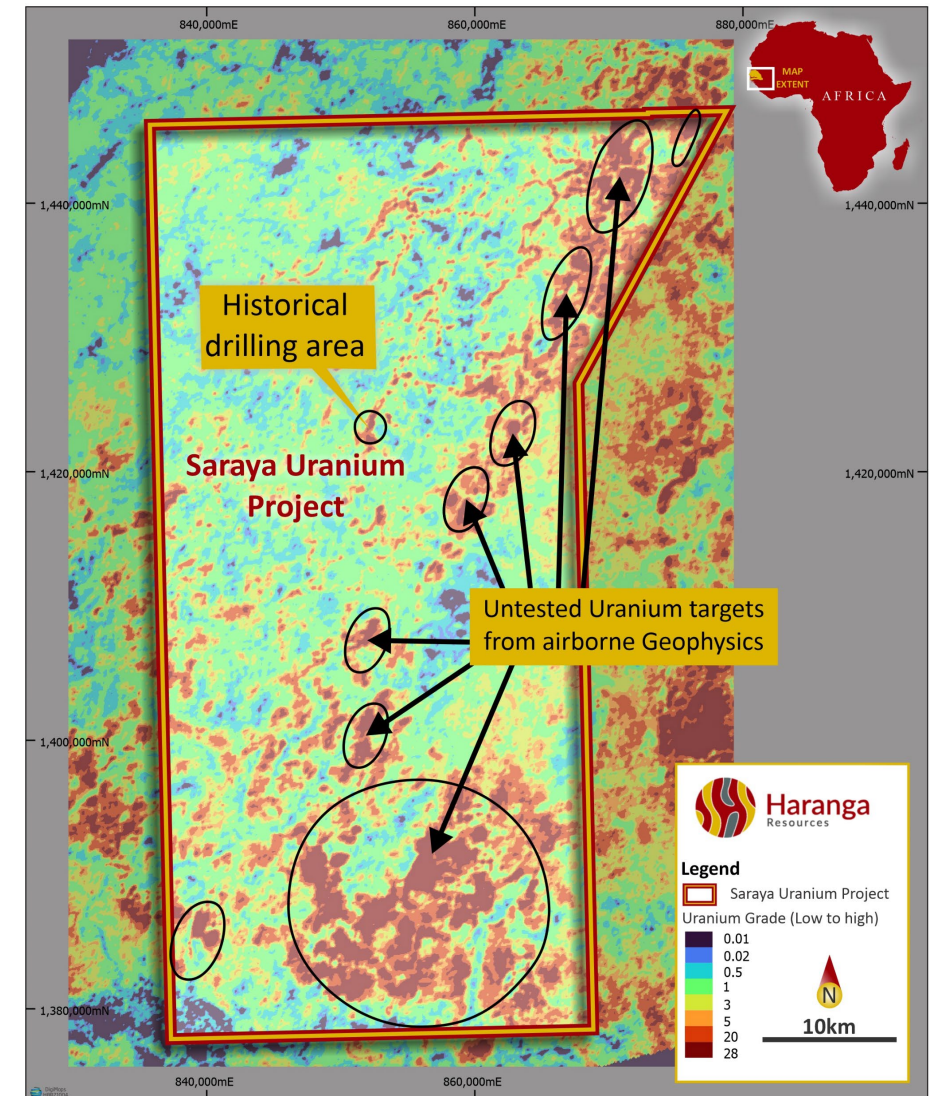 840,000mE
860,000mE
880,000mE
MAP
EXTENT
AFRICA
1,440,000mN
1,440,000mN
Historical
drilling area
1,420,000mN
1,420,000mN
Saraya Uranium
Project
Untested Uranium targets
from airborne Geophysics
1,400,000mN
1,380,000mN
Haranga
Resources
Legend
Saraya Uranium Project
Uranium Grade (Low to high)
0.01
0.02
0.5
1
3
5
20
28
N
10km
DigiMaps
840,000mE
860,000mE